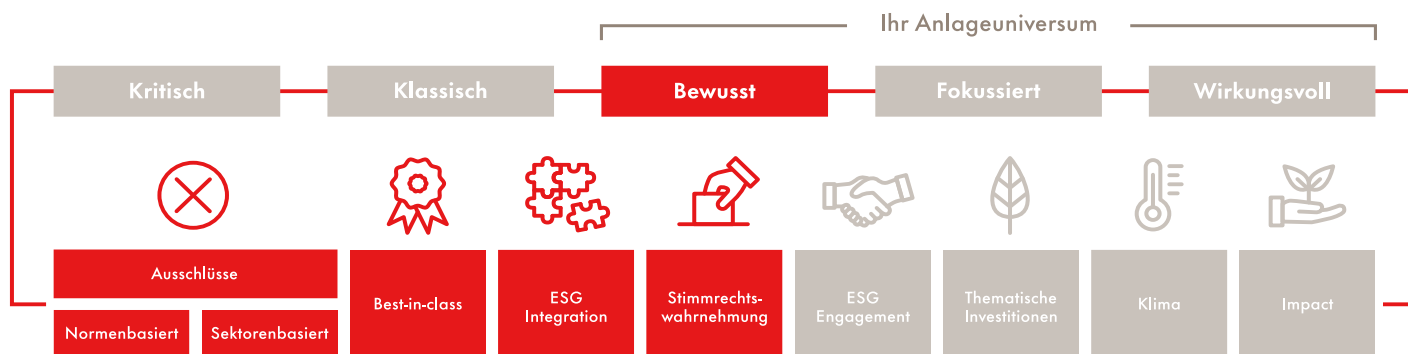 Ihr Anlageuniversum
Kritisch
Klassisch
Bewusst
Fokussiert
Wirkungsvoll
Ausschlüsse
Normenbasiert
Sektorenbasiert
Best-in-class
ESG
Integration
Stimmrechts-
wahrnehmung
ESG
Engagement
Thematische
Investitionen
Klima
Impact